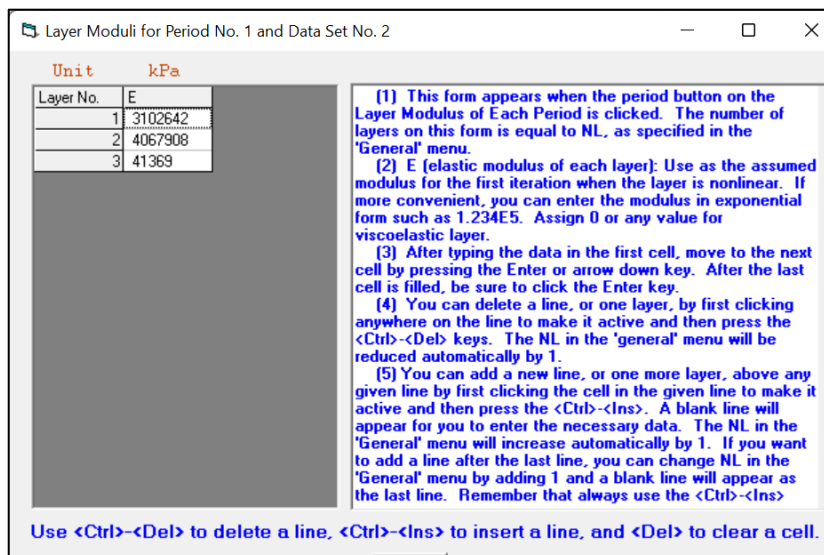 Layer Moduli for Period No. 1 and Data Set No. 2
Unit kPa
Layer No. E
1 3102642
2 4067908
3 41369
(1) This form appears when the period button on the
Layer Modulus of Each Period is clicked. The number of
layers on this form is equal to NL, as specified in the
'General' menu.
(2) E (elastic modulus of each layer): Use as the assumed
modulus for the first iteration when the layer is nonlinear. If
more convenient, you can enter the modulus in exponential
form such as 1.234E5. Assign 0 or any value for
viscoelastic layer.
(3) After typing the data in the first cell, move to the next
cell by pressing the Enter or arrow down key. After the last
cell is filled, be sure to click the Enter key.
(4) You can delete a line, or one layer, by first clicking
anywhere on the line to make it active and then press the
<Ctrl>-<Del> keys. The NL in the 'general' menu will be
reduced automatically by 1.
(5) You can add a new line, or one more layer, above any
given line by first clicking the cell in the given line to make it
active and then press the <Ctrl>-<Ins>. A blank line will
appear for you to enter the necessary data. The NL in the
'General' menu will increase automatically by 1. If you want
to add a line after the last line, you can change NL in the
'General' menu by adding 1 and a blank line will appear as
the last line. Remember that always use the <Ctrl>-<Ins>
Use <Ctrl>-<Del> to delete a line, <Ctrl>-<Ins> to insert a line, and <Del> to clear a cell.